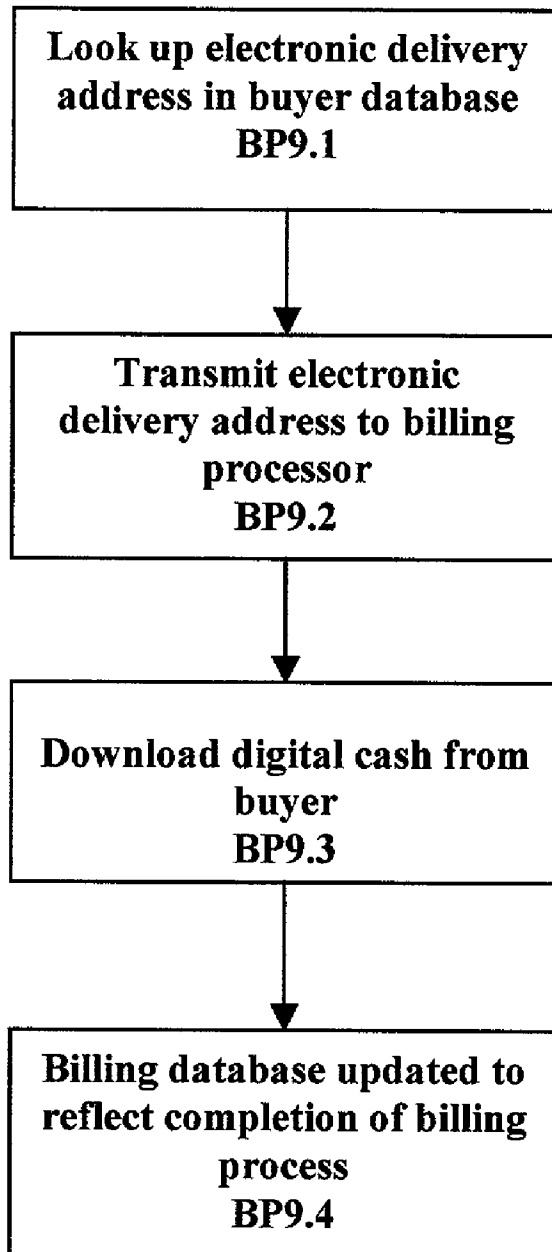 Look up electronic delivery
address in buyer database
BP9.1
Transmit electronic
delivery address to billing
processor
BP9.2
Download digital cash from
buyer
BP9.3
Billing database updated to
reflect completion of billing
process
BP9.4